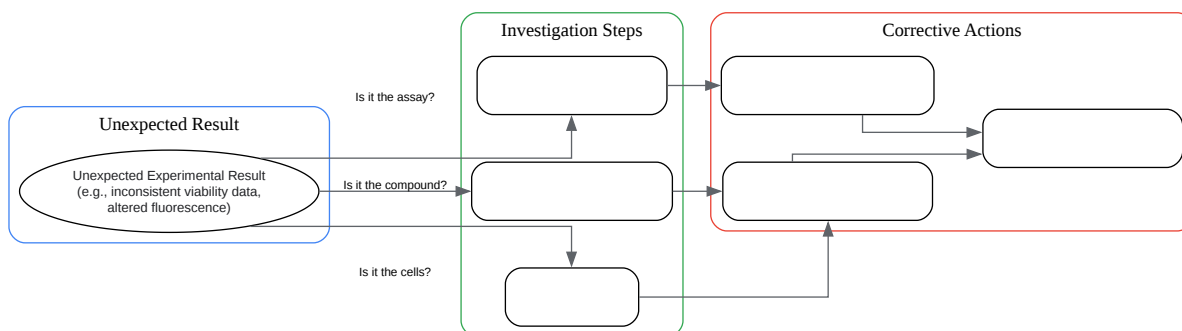 Investigation Steps
Corrective Actions
Is it the assay?
Unexpected Result
Unexpected Experimental Result
(e.g., inconsistent viability data,
altered fluorescence)
Is it the compound?
Is it the cells?